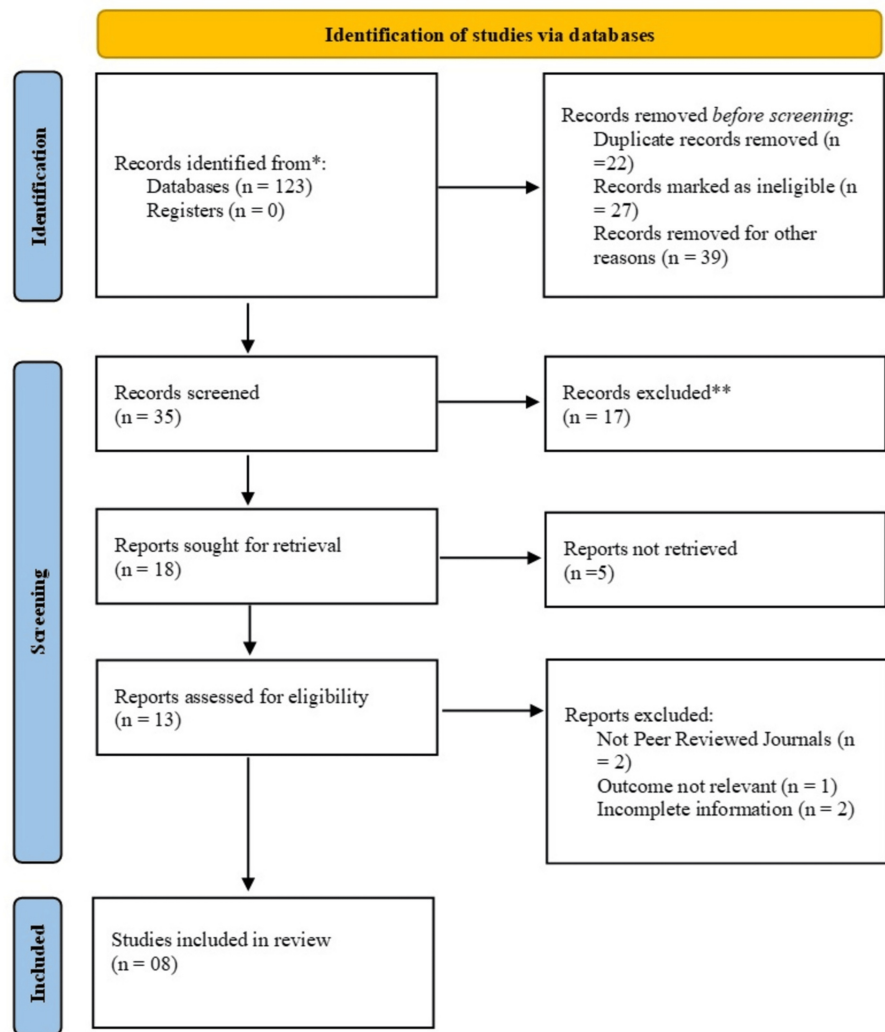 Identification of studies via databases
Identification
Records identified from*:
Databases (n = 123)
Registers (n = 0)
Records removed before screening:
Duplicate records removed (n
=22)
Records marked as ineligible (n
= 27)
Records removed for other
reasons (n = 39)
Screening
Records screened
(n = 35)
Records excluded**
(n = 17)
Reports sought for retrieval
(n = 18)
Reports not retrieved
(n =5)
Reports assessed for eligibility
(n = 13)
Reports excluded:
Not Peer Reviewed Journals (n
= 2)
Outcome not relevant (n = 1)
Incomplete information (n = 2)
Included
Studies included in review
(n = 08)